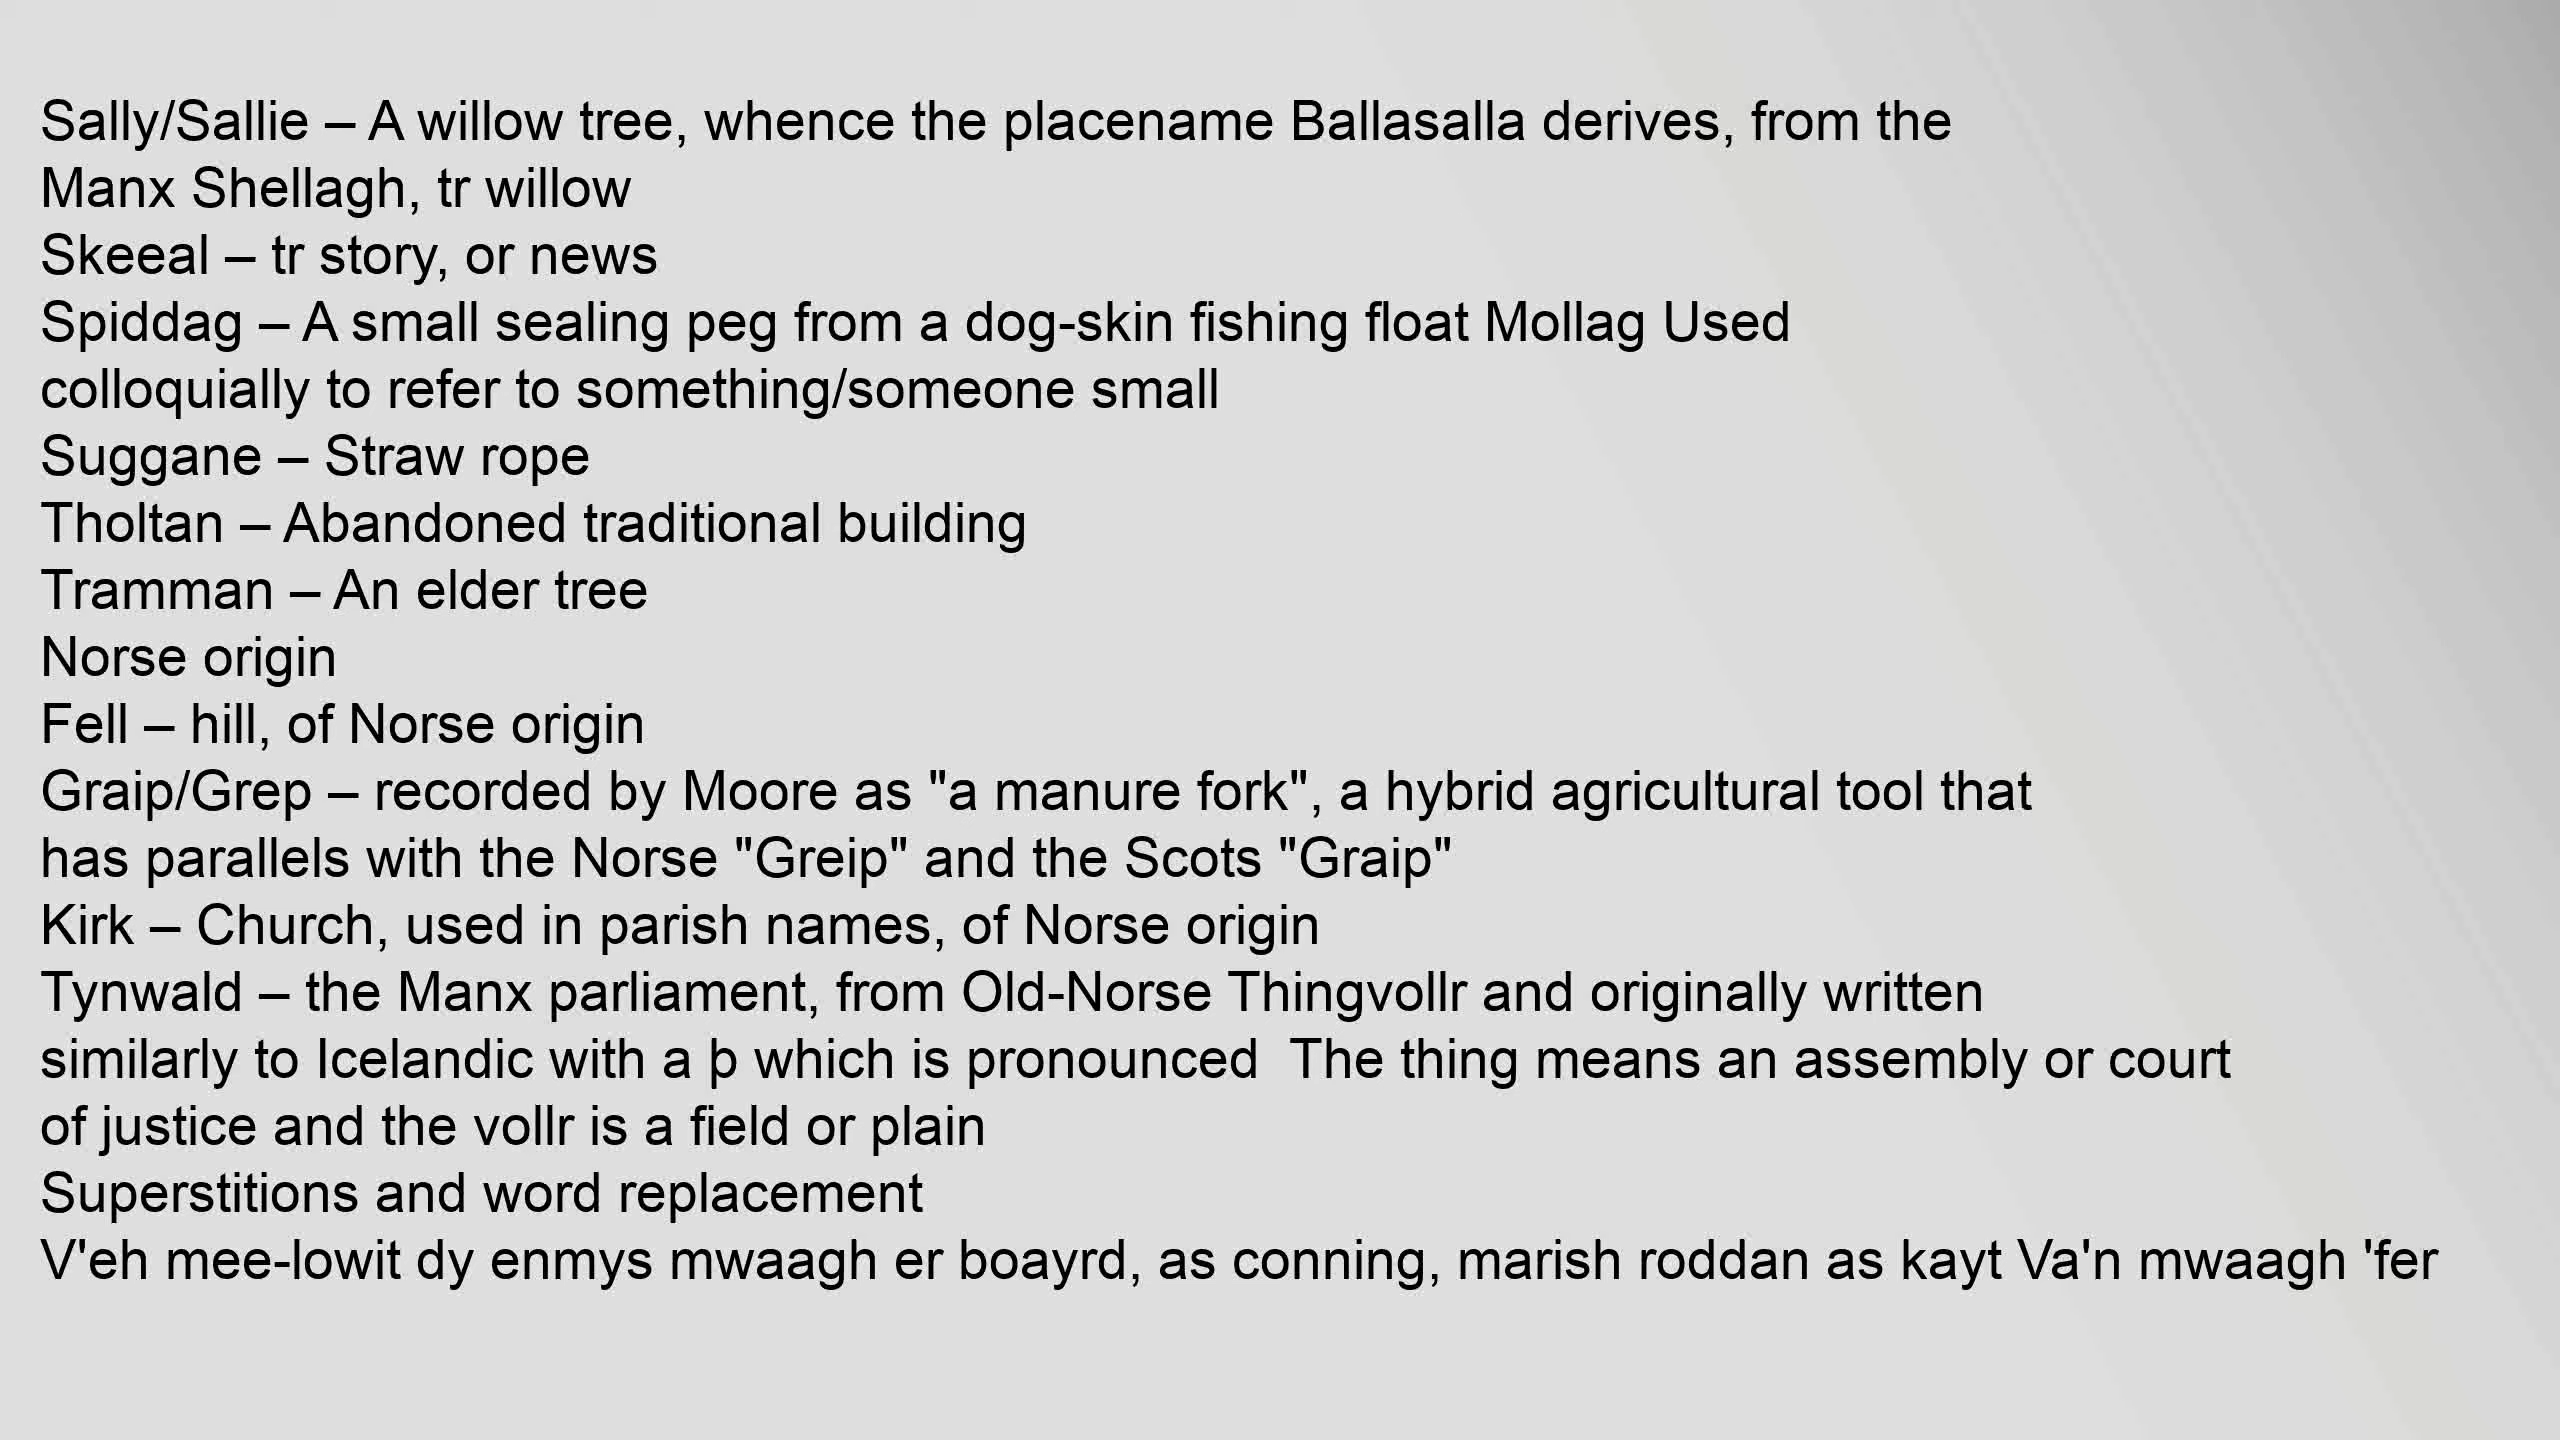 Sally/Sallie – A willow tree, whence the placename Ballasalla derives, from the
Manx Shellagh, tr willow
Skeeal – tr story, or news
Spiddag – A small sealing peg from a dog-skin fishing float Mollag Used
colloquially to refer to something/someone small
Suggane – Straw rope
Tholtan – Abandoned traditional building
Tramman – An elder tree
Norse origin
Fell – hill, of Norse origin
Graip/Grep – recorded by Moore as "a manure fork", a hybrid agricultural tool that
has parallels with the Norse "Greip" and the Scots "Graip"
Kirk – Church, used in parish names, of Norse origin
Tynwald – the Manx parliament, from Old-Norse Thingvollr and originally written
similarly to Icelandic with a þ which is pronounced  The thing means an assembly or court
of justice and the vollr is a field or plain
Superstitions and word replacement
V'eh mee-lowit dy enmys mwaagh er boayrd, as conning, marish roddan as kayt Va'n mwaagh 'fer